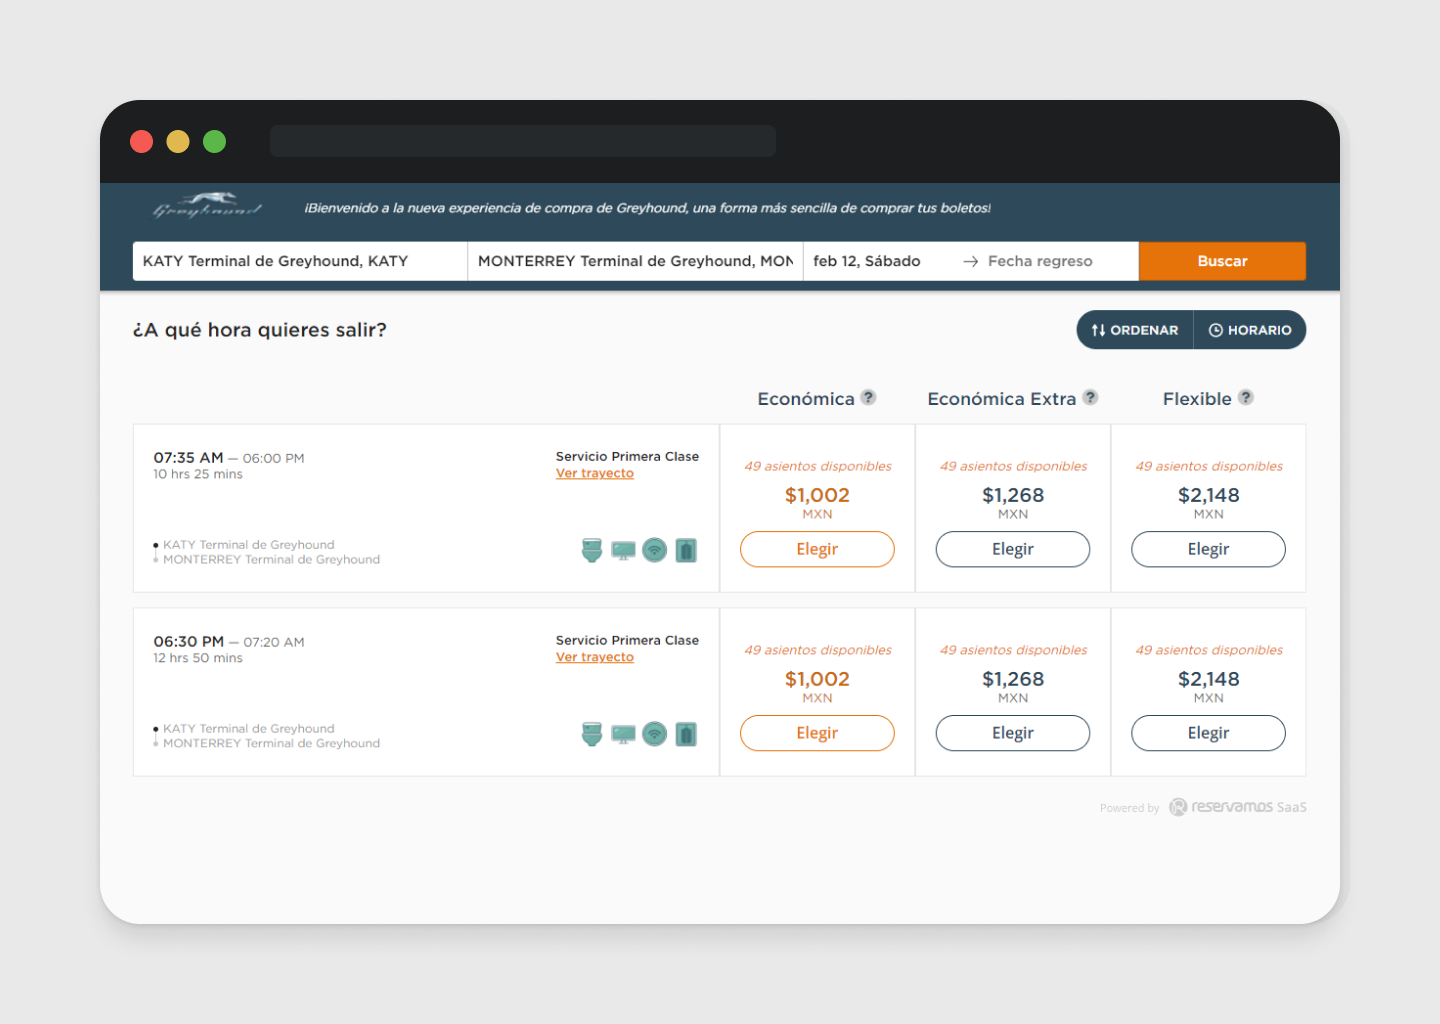 Greyhound
¡Bienvenido a la nueva experiencia de compra de Greyhound, una forma más sencilla de comprar tus boletos!
KATY Terminal de Greyhound, KATY
MONTERREY Terminal de Greyhound, MON
feb 12, Sábado
Fecha regreso
Buscar
¿A qué hora quieres salir?
ORDENAR
HORARIO
Económica ?
Económica Extra ?
Flexible ?
07:35 AM — 06:00 PM
10 hrs 25 mins
Servicio Primera Clase
Ver trayecto
KATY Terminal de Greyhound
MONTERREY Terminal de Greyhound
49 asientos disponibles
$1,002
MXN
Elegir
49 asientos disponibles
$1,268
MXN
Elegir
49 asientos disponibles
$2,148
MXN
Elegir
06:30 PM — 07:20 AM
12 hrs 50 mins
Servicio Primera Clase
Ver trayecto
KATY Terminal de Greyhound
MONTERREY Terminal de Greyhound
49 asientos disponibles
$1,002
MXN
Elegir
49 asientos disponibles
$1,268
MXN
Elegir
49 asientos disponibles
$2,148
MXN
Elegir
Powered by reservamos SaaS